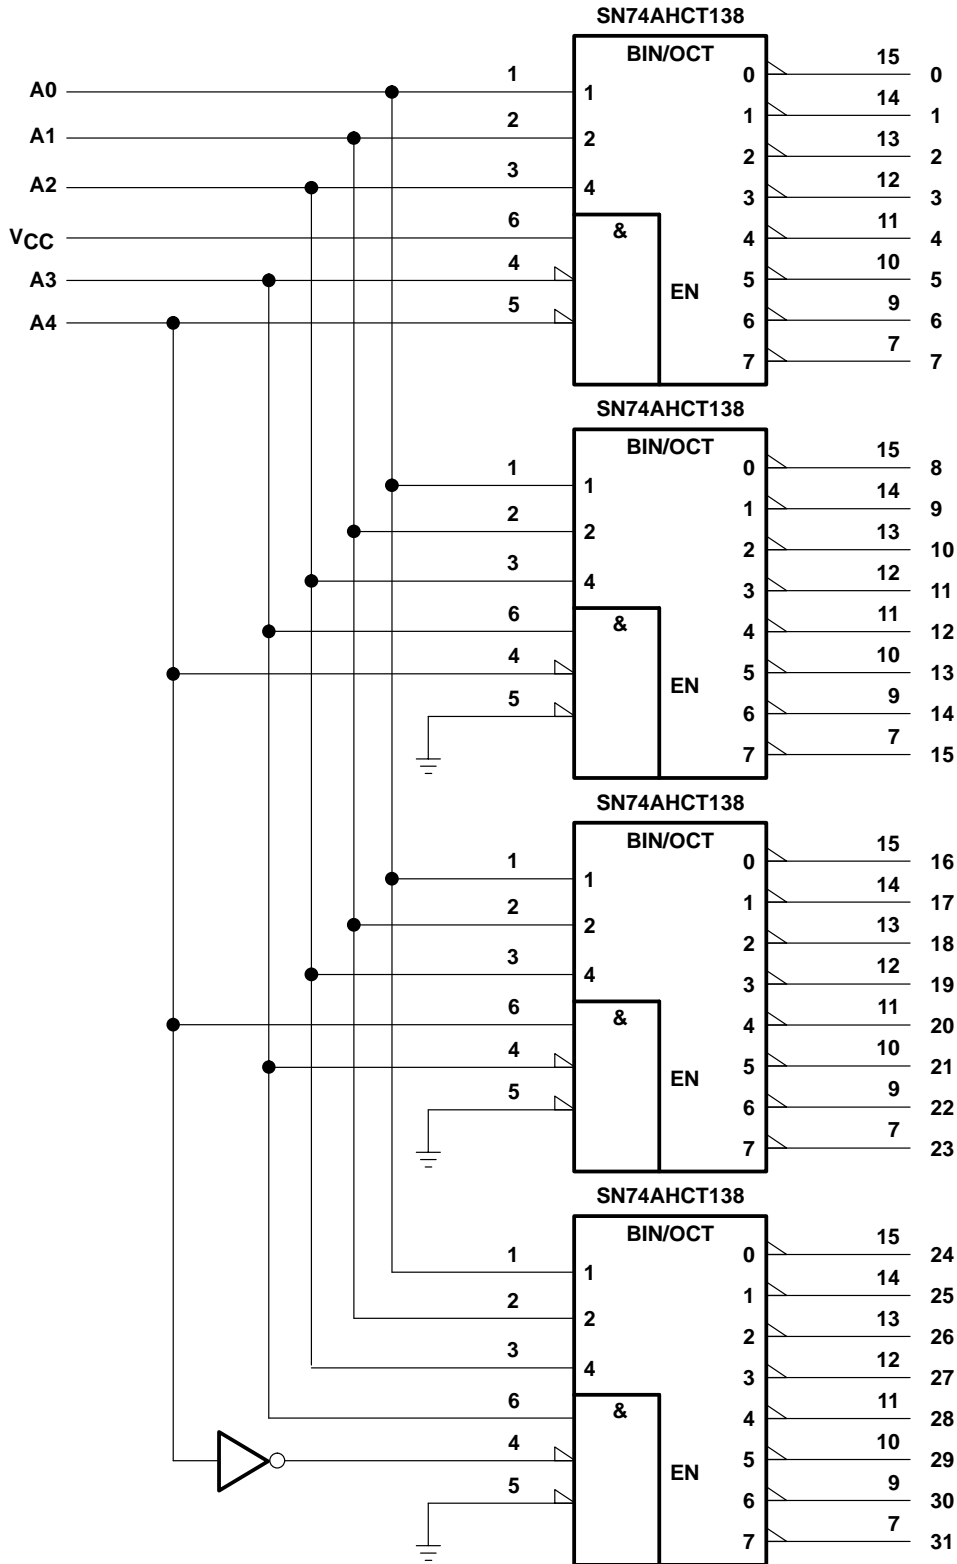 SN74AHCT138
BIN/OCT
0 15 0
A0 1 1
1 14 1
A1 2 2
2 13 2
A2 3 4
3 12 3
VCC 6 &
4 11 4
A3 4
5 10 5
EN
A4 5
6 9 6
7 7 7
SN74AHCT138
BIN/OCT
0 15 8
1 1
1 14 9
2 2
2 13 10
3 4
3 12 11
6 &
4 11 12
4
5 10 13
EN
5
6 9 14
7 7 15
SN74AHCT138
BIN/OCT
0 15 16
1 1
1 14 17
2 2
2 13 18
3 4
3 12 19
6 &
4 11 20
4
5 10 21
EN
5
6 9 22
7 7 23
SN74AHCT138
BIN/OCT
0 15 24
1 1
1 14 25
2 2
2 13 26
3 4
3 12 27
6 &
4 11 28
4
5 10 29
EN
5
6 9 30
7 7 31